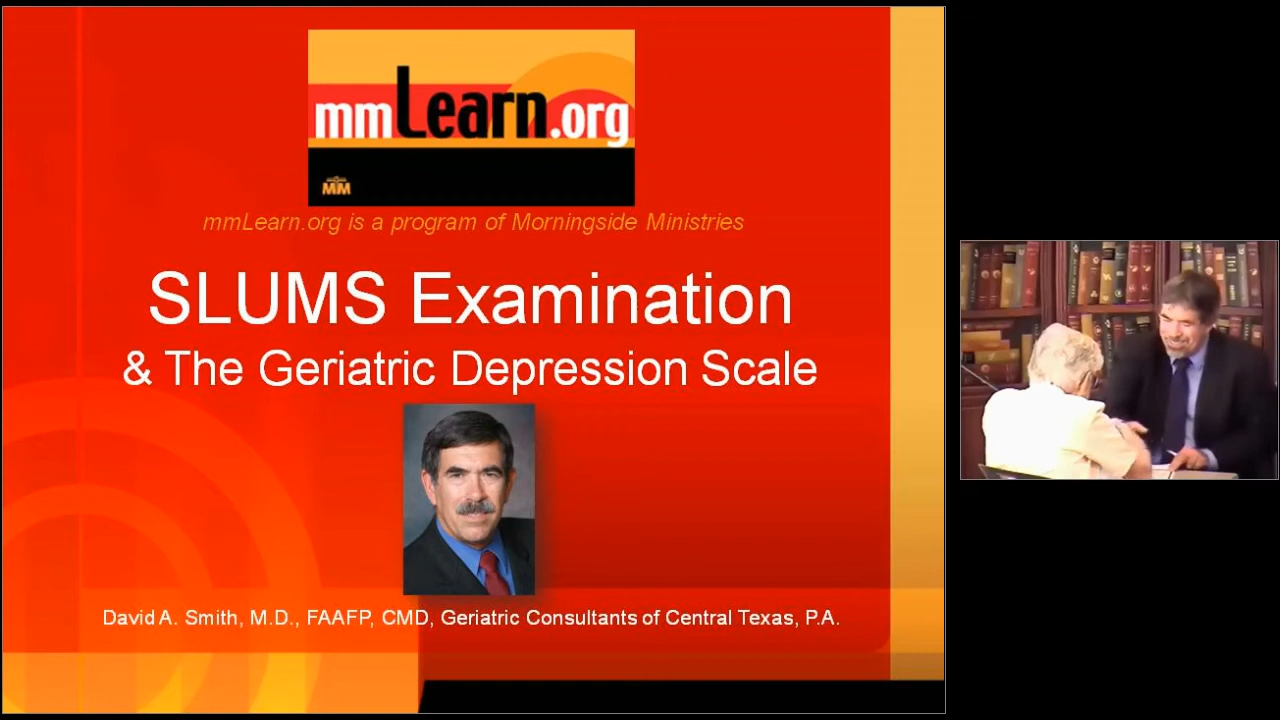 mmLearn.org
MM
mmLearn.org is a program of Morningside Ministries
SLUMS Examination
& The Geriatric Depression Scale
David A. Smith, M.D., FAAFP, CMD, Geriatric Consultants of Central Texas, P.A.